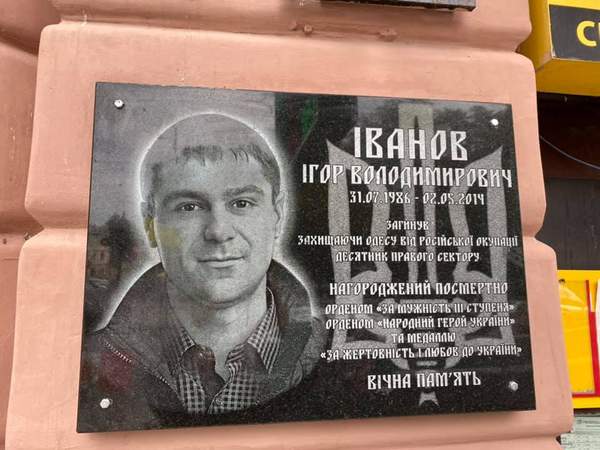 ІВАНОВ
ІГОР ВОЛОДИМИРОВИЧ
31.07.1986 - 02.05.2014
ЗАГИНУВ
ЗАХИЩАЮЧИ ОДЕСУ ВІД РОСІЙСЬКОЇ ОКУПАЦІЇ
ДЕСЯТНИК ПРАВОГО СЕКТОРУ
НАГОРОДЖЕНИЙ ПОСМЕРТНО
ОРДЕНОМ «ЗА МУЖНІСТЬ III СТУПЕНЯ»
ОРДЕНОМ «НАРОДНИЙ ГЕРОЙ УКРАЇНИ»
ТА МЕДАЛЛЮ
«ЗА ЖЕРТОВНІСТЬ І ЛЮБОВ ДО УКРАЇНИ»
ВІЧНА ПАМ'ЯТЬ